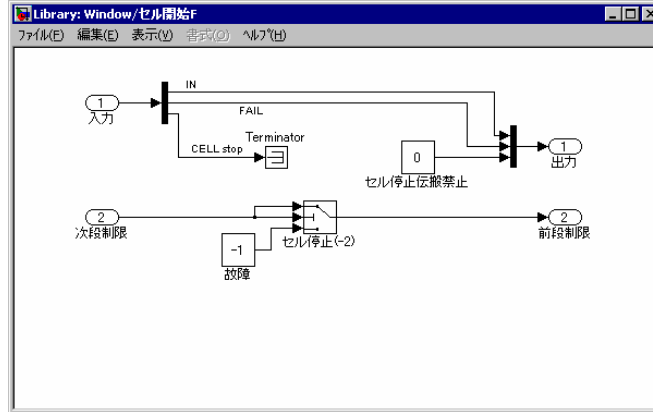 Library: Window/セル開始F
ファイル(F) 編集(E) 表示(V) 書式(O) ヘルプ(H)
IN
1
入力
FAIL
Terminator
CELL stop
0
セル停止伝搬禁止
1
出力
2
次段制限
-1
故障
セル停止(-2)
2
前段制限